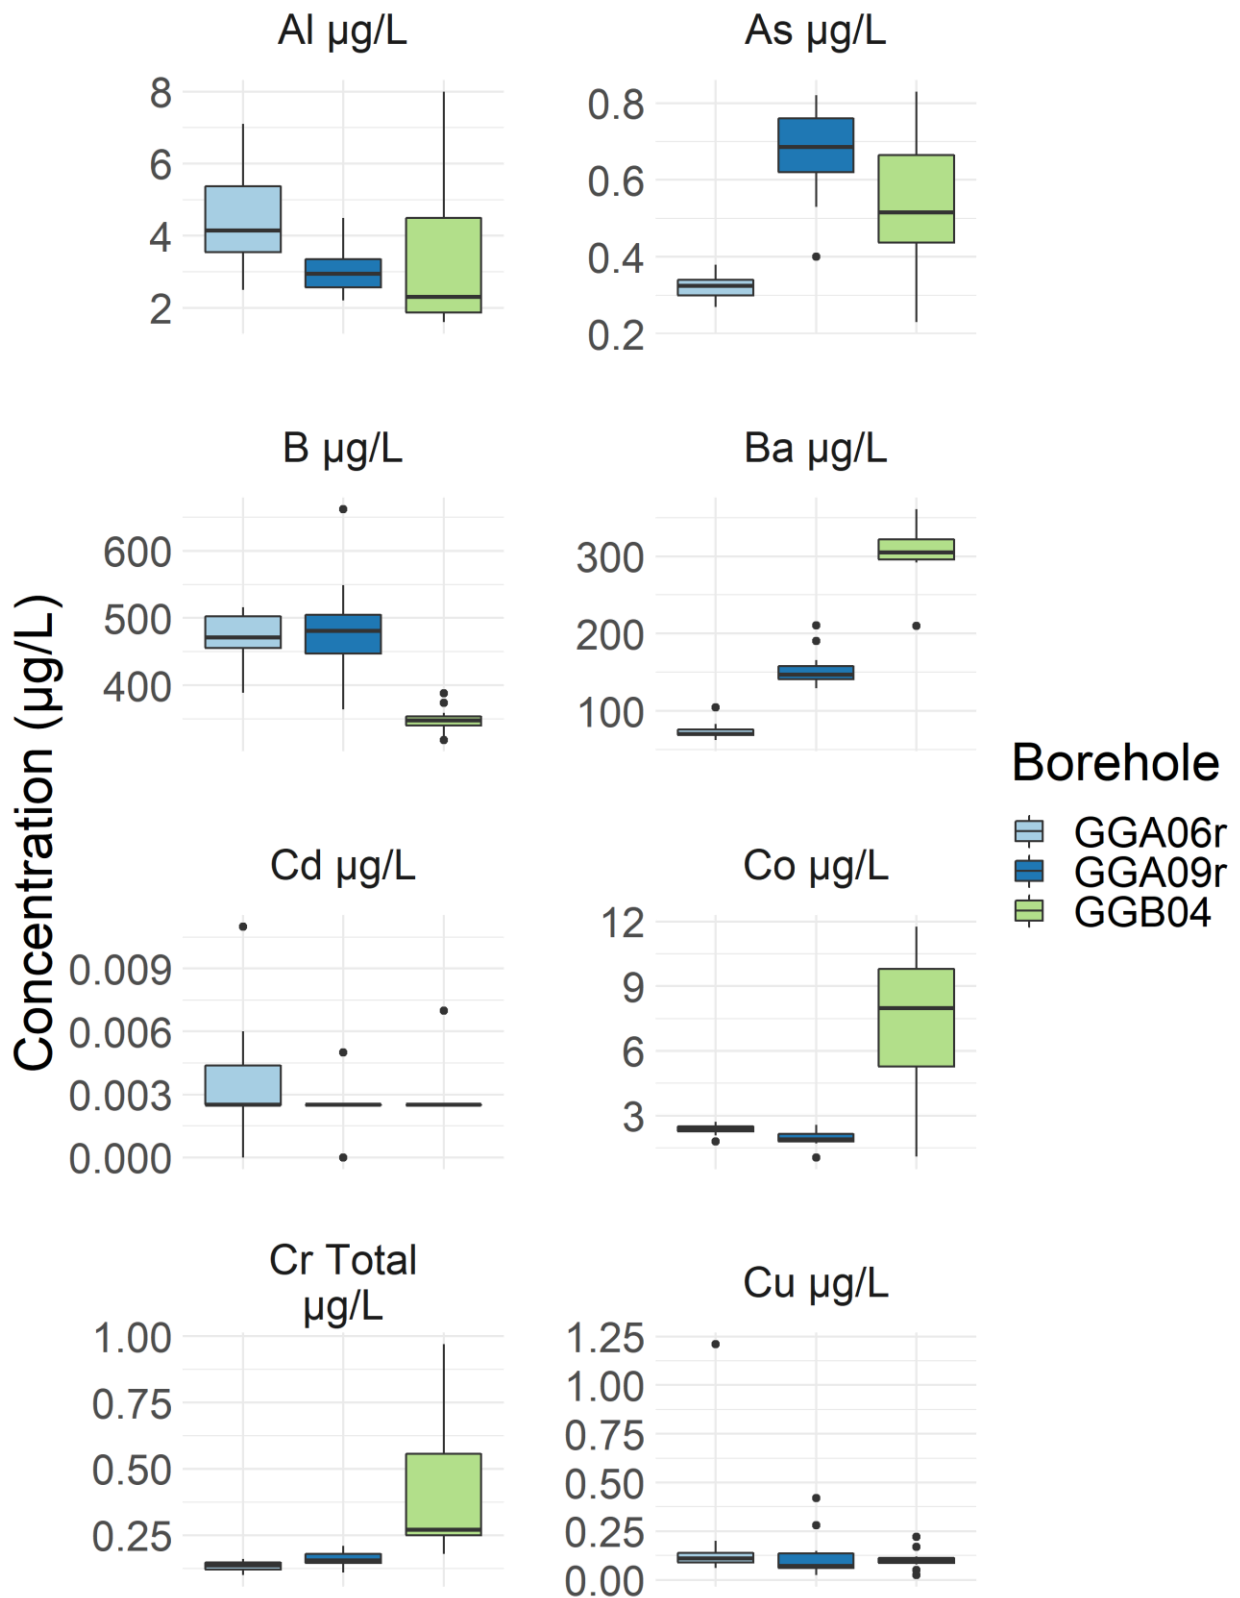 Al µg/L
As µg/L
8
6
4
2
0.8
0.6
0.4
0.2
B µg/L
Ba µg/L
600
500
400
300
200
100
Concentration (µg/L)
Borehole
GGA06r
GGA09r
GGB04
Cd µg/L
Co µg/L
0.009
0.006
0.003
0.000
12
9
6
3
Cr Total
µg/L
Cu µg/L
1.00
0.75
0.50
0.25
1.25
1.00
0.75
0.50
0.25
0.00